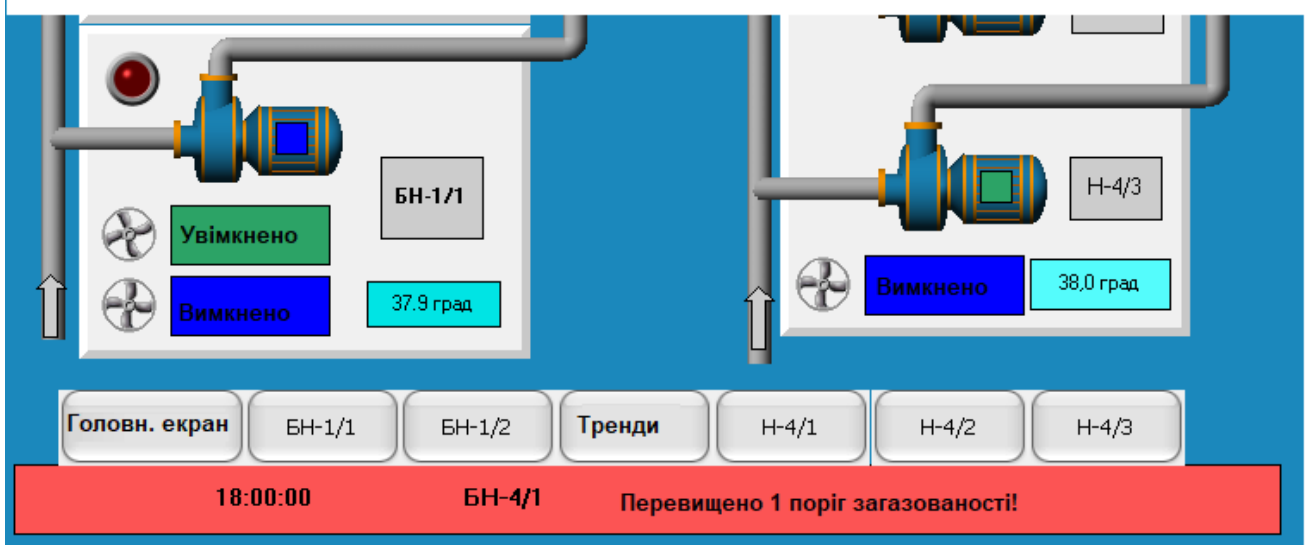 БН-1/1
Увімкнено
Вимкнено
37.9 град
Н-4/3
Вимкнено
38,0 град
Головн. екран
БН-1/1
БН-1/2
Тренди
Н-4/1
Н-4/2
Н-4/3
18:00:00 БН-4/1 Перевищено 1 поріг загазованості!